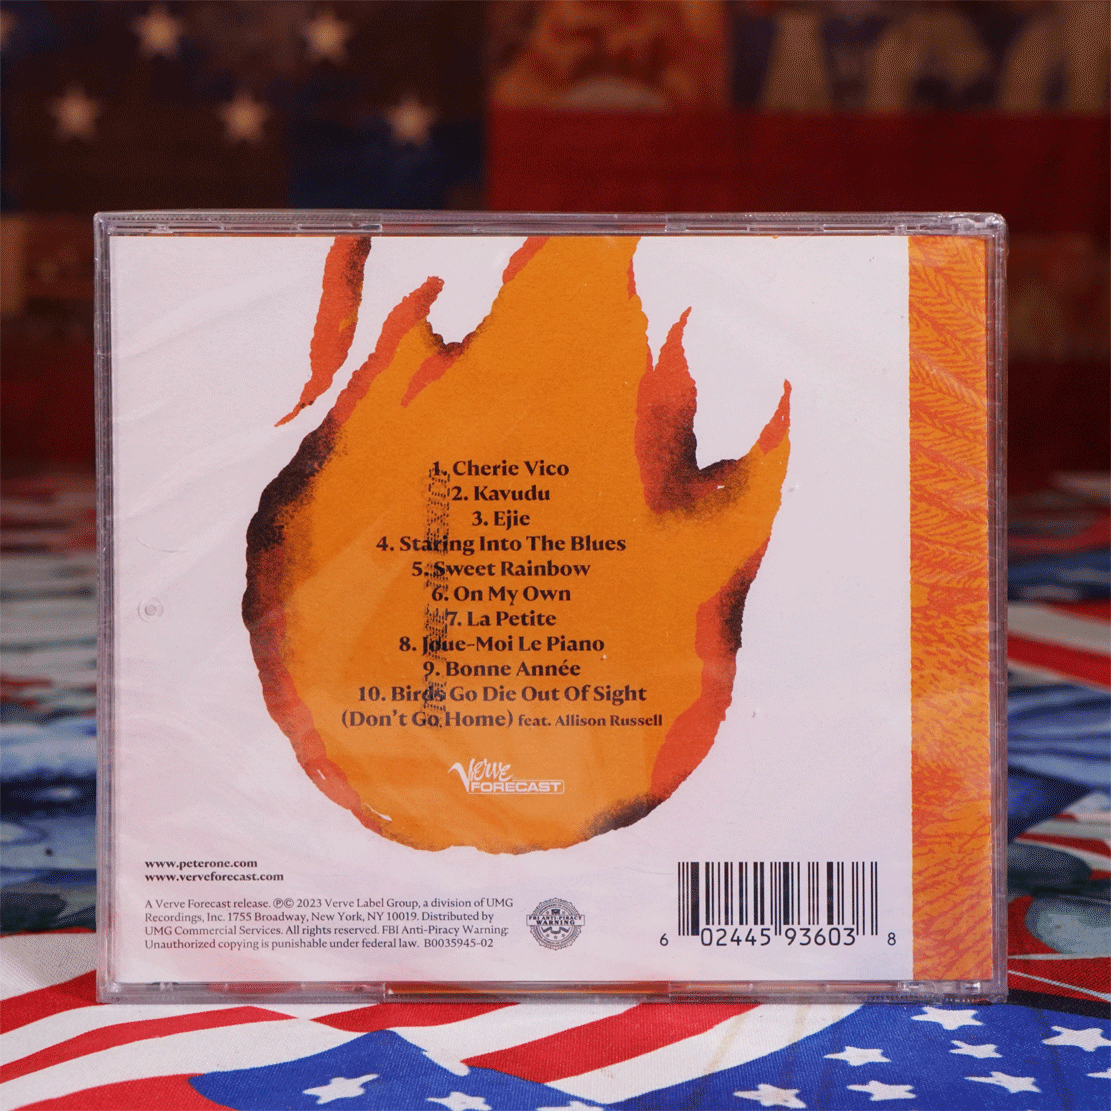 1. Cherie Vico
2. Kavudu
3. Ejie
4. Staring Into The Blues
5. Sweet Rainbow
6. On My Own
7. La Petite
8. Joue-Moi Le Piano
9. Bonne Année
10. Birds Go Die Out Of Sight
(Don't Go Home) feat. Allison Russell
Verve
FORECAST
www.peterone.com
www.verveforecast.com
A Verve Forecast release. ℗© 2023 Verve Label Group, a division of UMG
Recordings, Inc. 1755 Broadway, New York, NY 10019. Distributed by
UMG Commercial Services. All rights reserved. FBI Anti-Piracy Warning:
Unauthorized copying is punishable under federal law. B0035945-02
FBI ANTI-PIRACY
WARNING
6 02445 93603 8